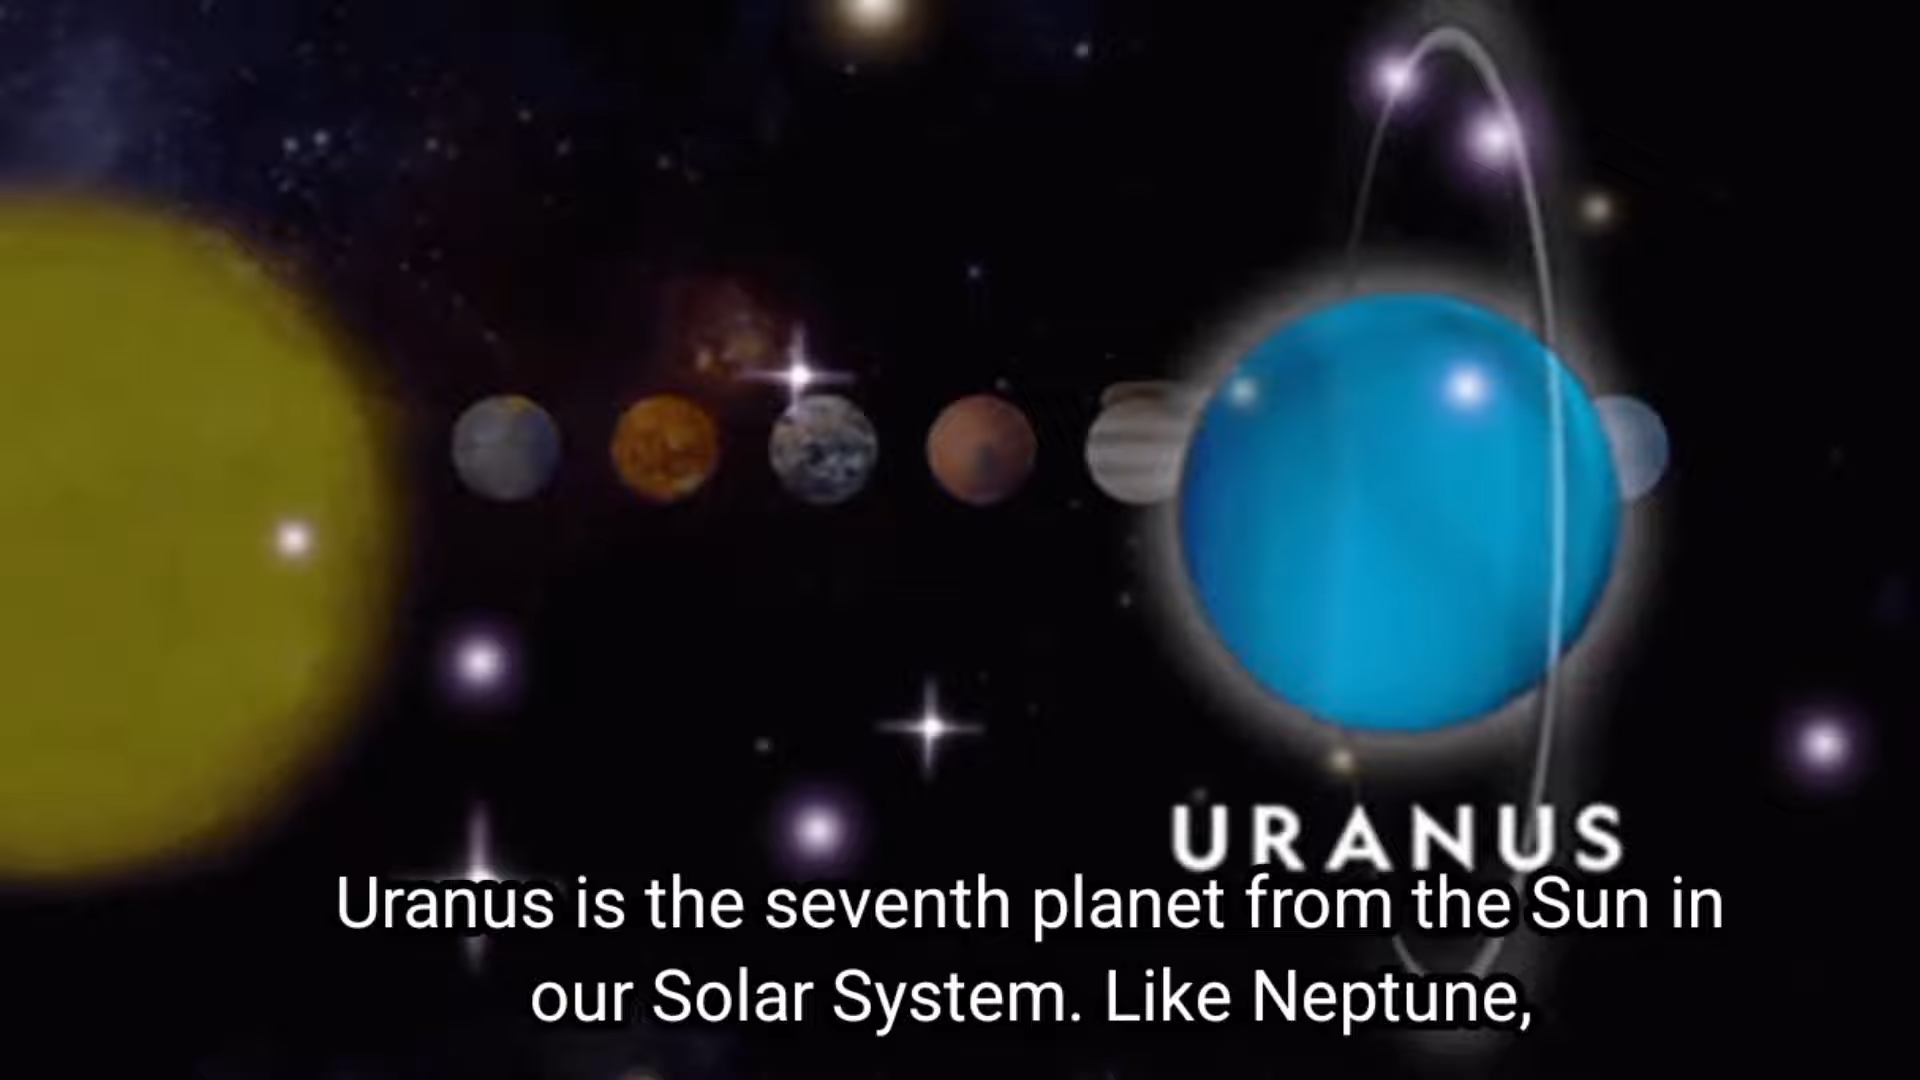 URANUS
Uranus is the seventh planet from the Sun in
our Solar System. Like Neptune,